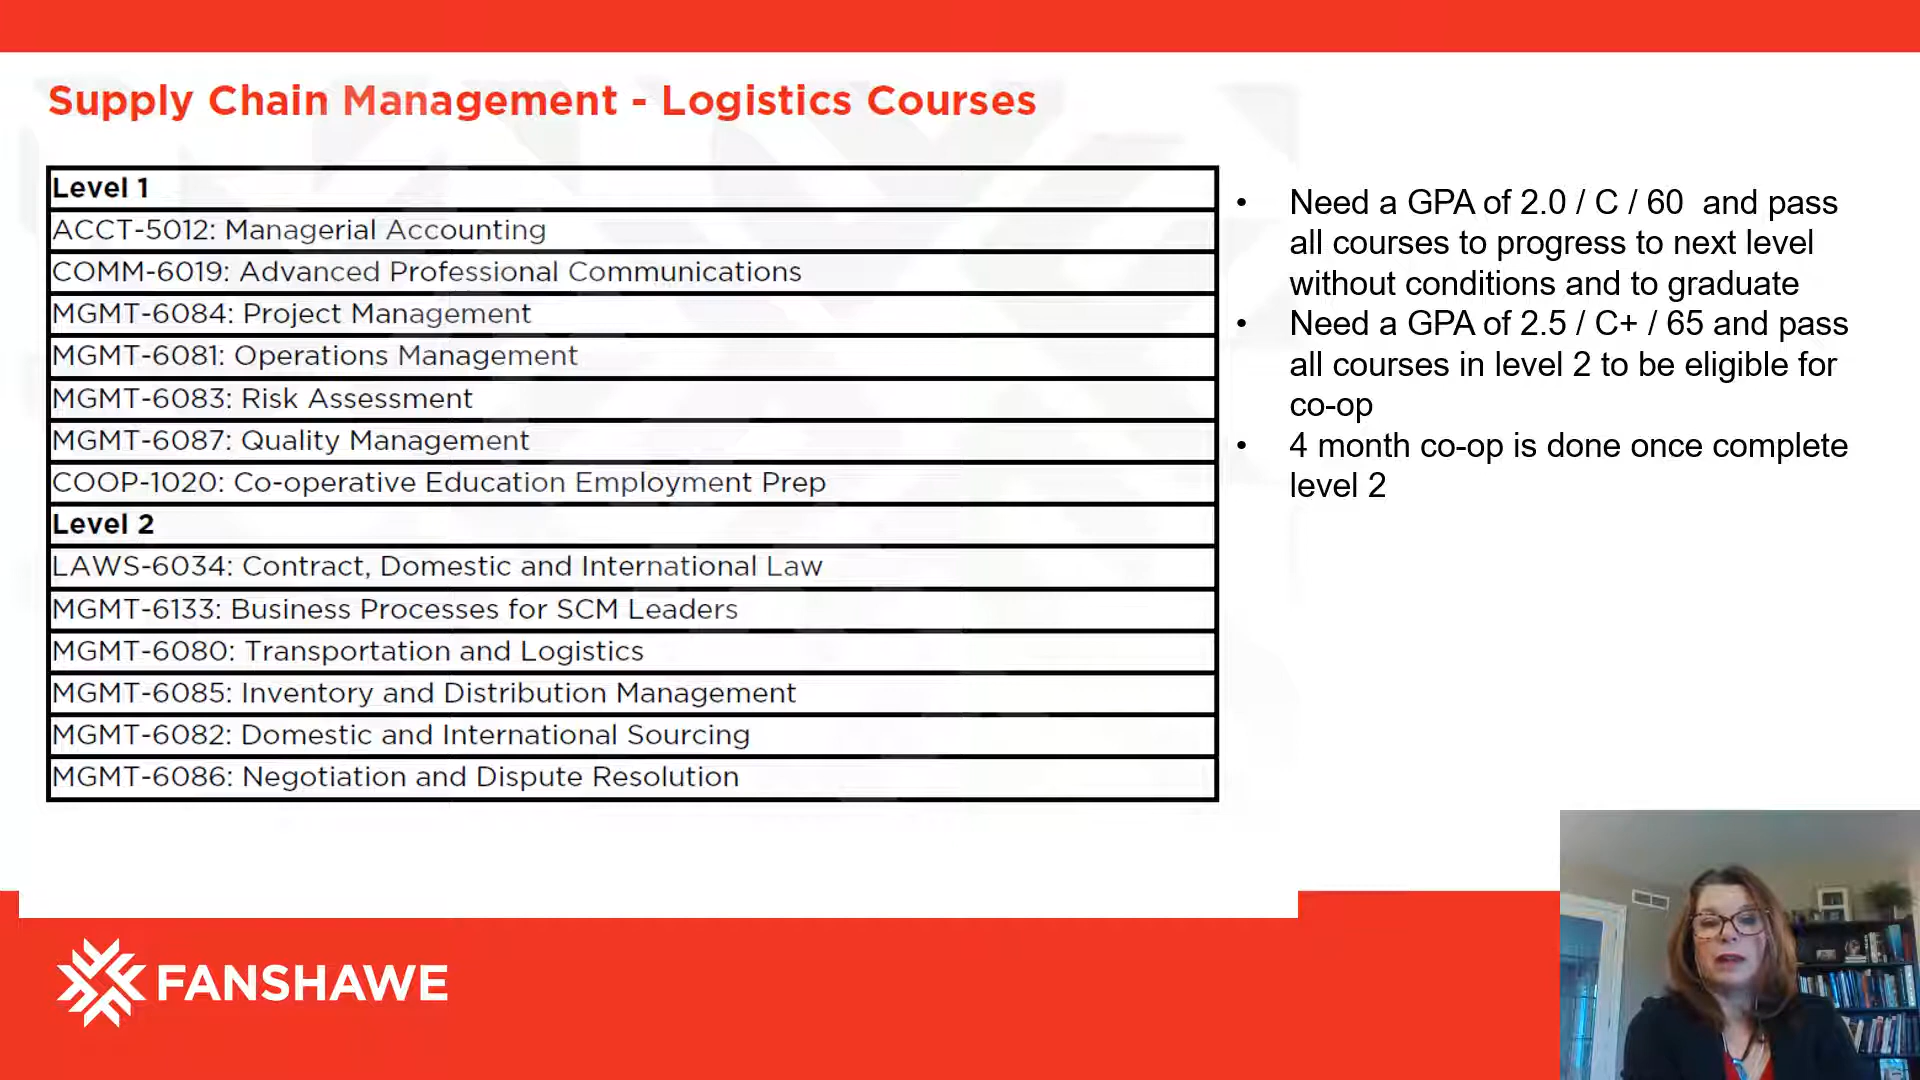 Supply Chain Management - Logistics Courses
Level 1
ACCT-5012: Managerial Accounting
COMM-6019: Advanced Professional Communications
MGMT-6084: Project Management
MGMT-6081: Operations Management
MGMT-6083: Risk Assessment
MGMT-6087: Quality Management
COOP-1020: Co-operative Education Employment Prep
Level 2
LAWS-6034: Contract, Domestic and International Law
MGMT-6133: Business Processes for SCM Leaders
MGMT-6080: Transportation and Logistics
MGMT-6085: Inventory and Distribution Management
MGMT-6082: Domestic and International Sourcing
MGMT-6086: Negotiation and Dispute Resolution
• Need a GPA of 2.0 / C / 60 and pass
all courses to progress to next level
without conditions and to graduate
• Need a GPA of 2.5 / C+ / 65 and pass
all courses in level 2 to be eligible for
co-op
• 4 month co-op is done once complete
level 2
FANSHAWE